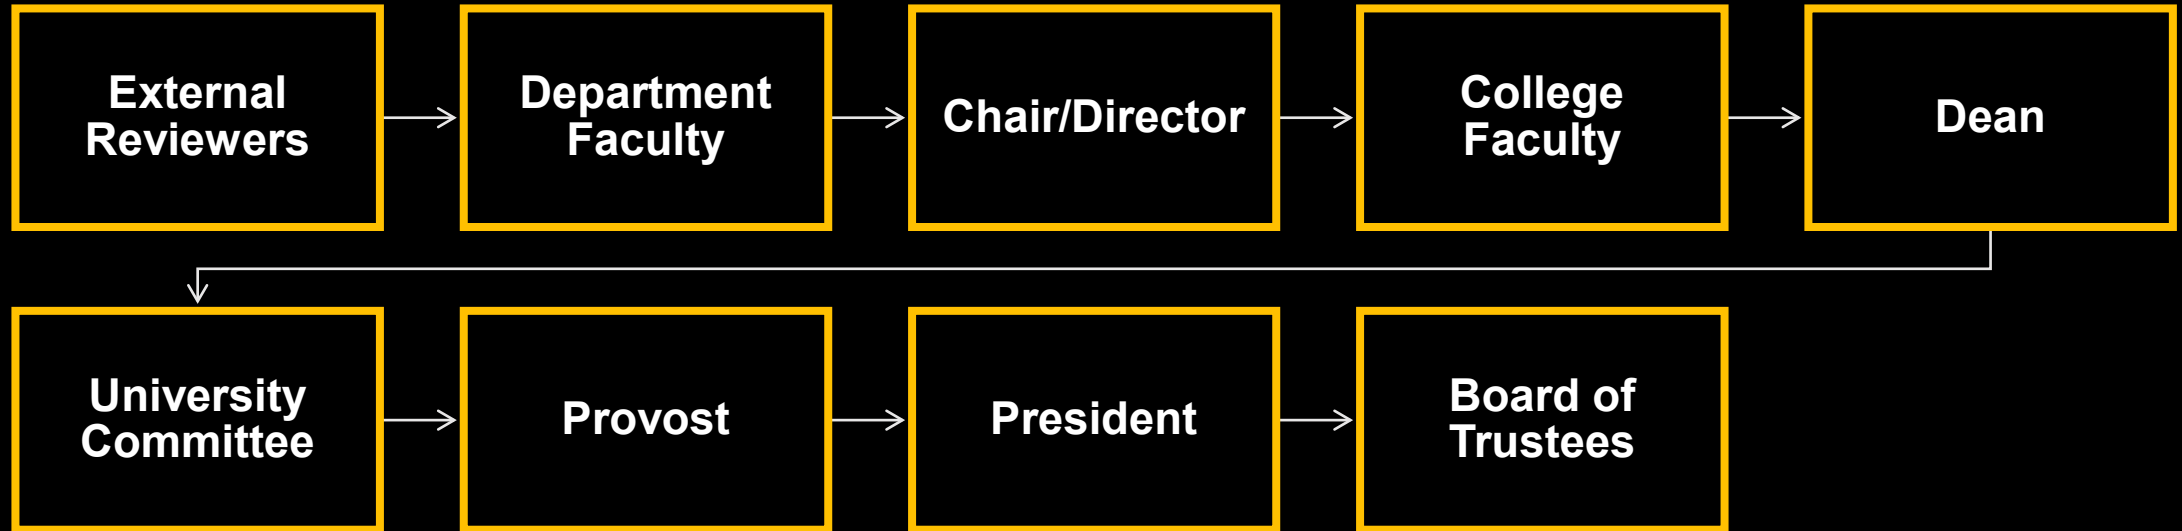 External
Reviewers
Department
Faculty
Chair/Director
College
Faculty
Dean
University
Committee
Provost
President
Board of
Trustees